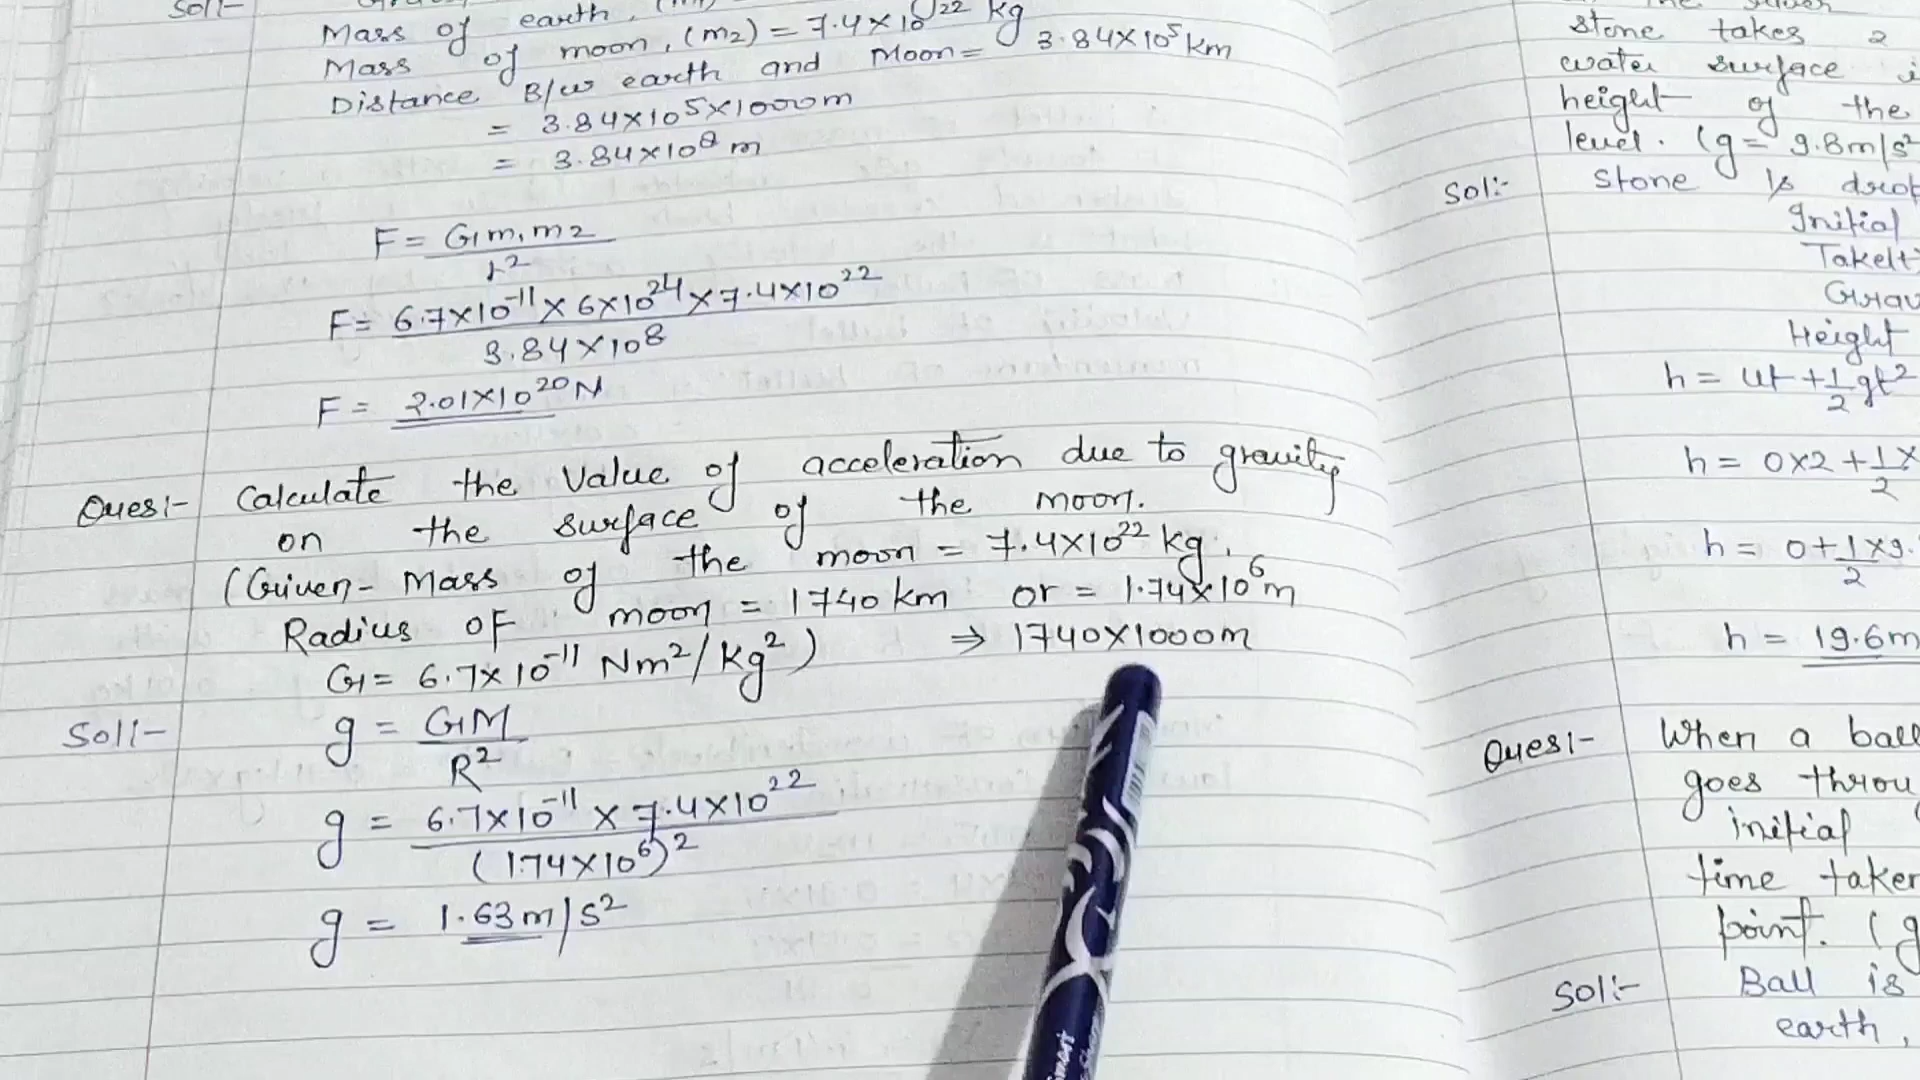 Sol:-
Mass of earth,
Mass of moon, (m2) = 7.4×10^22 kg
Distance B/w earth and Moon = 3.84×10^5 km
= 3.84×10^5×1000m
= 3.84×10^8 m
F = Gm1m2
r^2
F = 6.7×10^-11 × 6×10^24 × 7.4×10^22
3.84×10^8
F = 2.01×10^20 N
Ques:- Calculate the Value of acceleration due to gravity
on the surface of the moon.
(Given- Mass of the moon = 7.4×10^22 kg.
Radius of moon = 1740 km or = 1.74×10^6 m
G = 6.7×10^-11 Nm^2/kg^2) ⇒ 1740×1000m
Sol:- g = GM
R^2
g = 6.7×10^-11 × 7.4×10^22
(1.74×10^6)^2
g = 1.63 m/s^2
stone takes 2
water surface
height of the
level. (g = 9.8m/s^2
Sol:- Stone is
Initial
Height
h = ut + 1/2 gt^2
h = 0×2 + 1/2 ×
h = 0 + 1/2 × 9.
h = 19.6m
Ques:- When a ball
goes
initial
time taken
point. (g
Sol:- Ball is
earth,